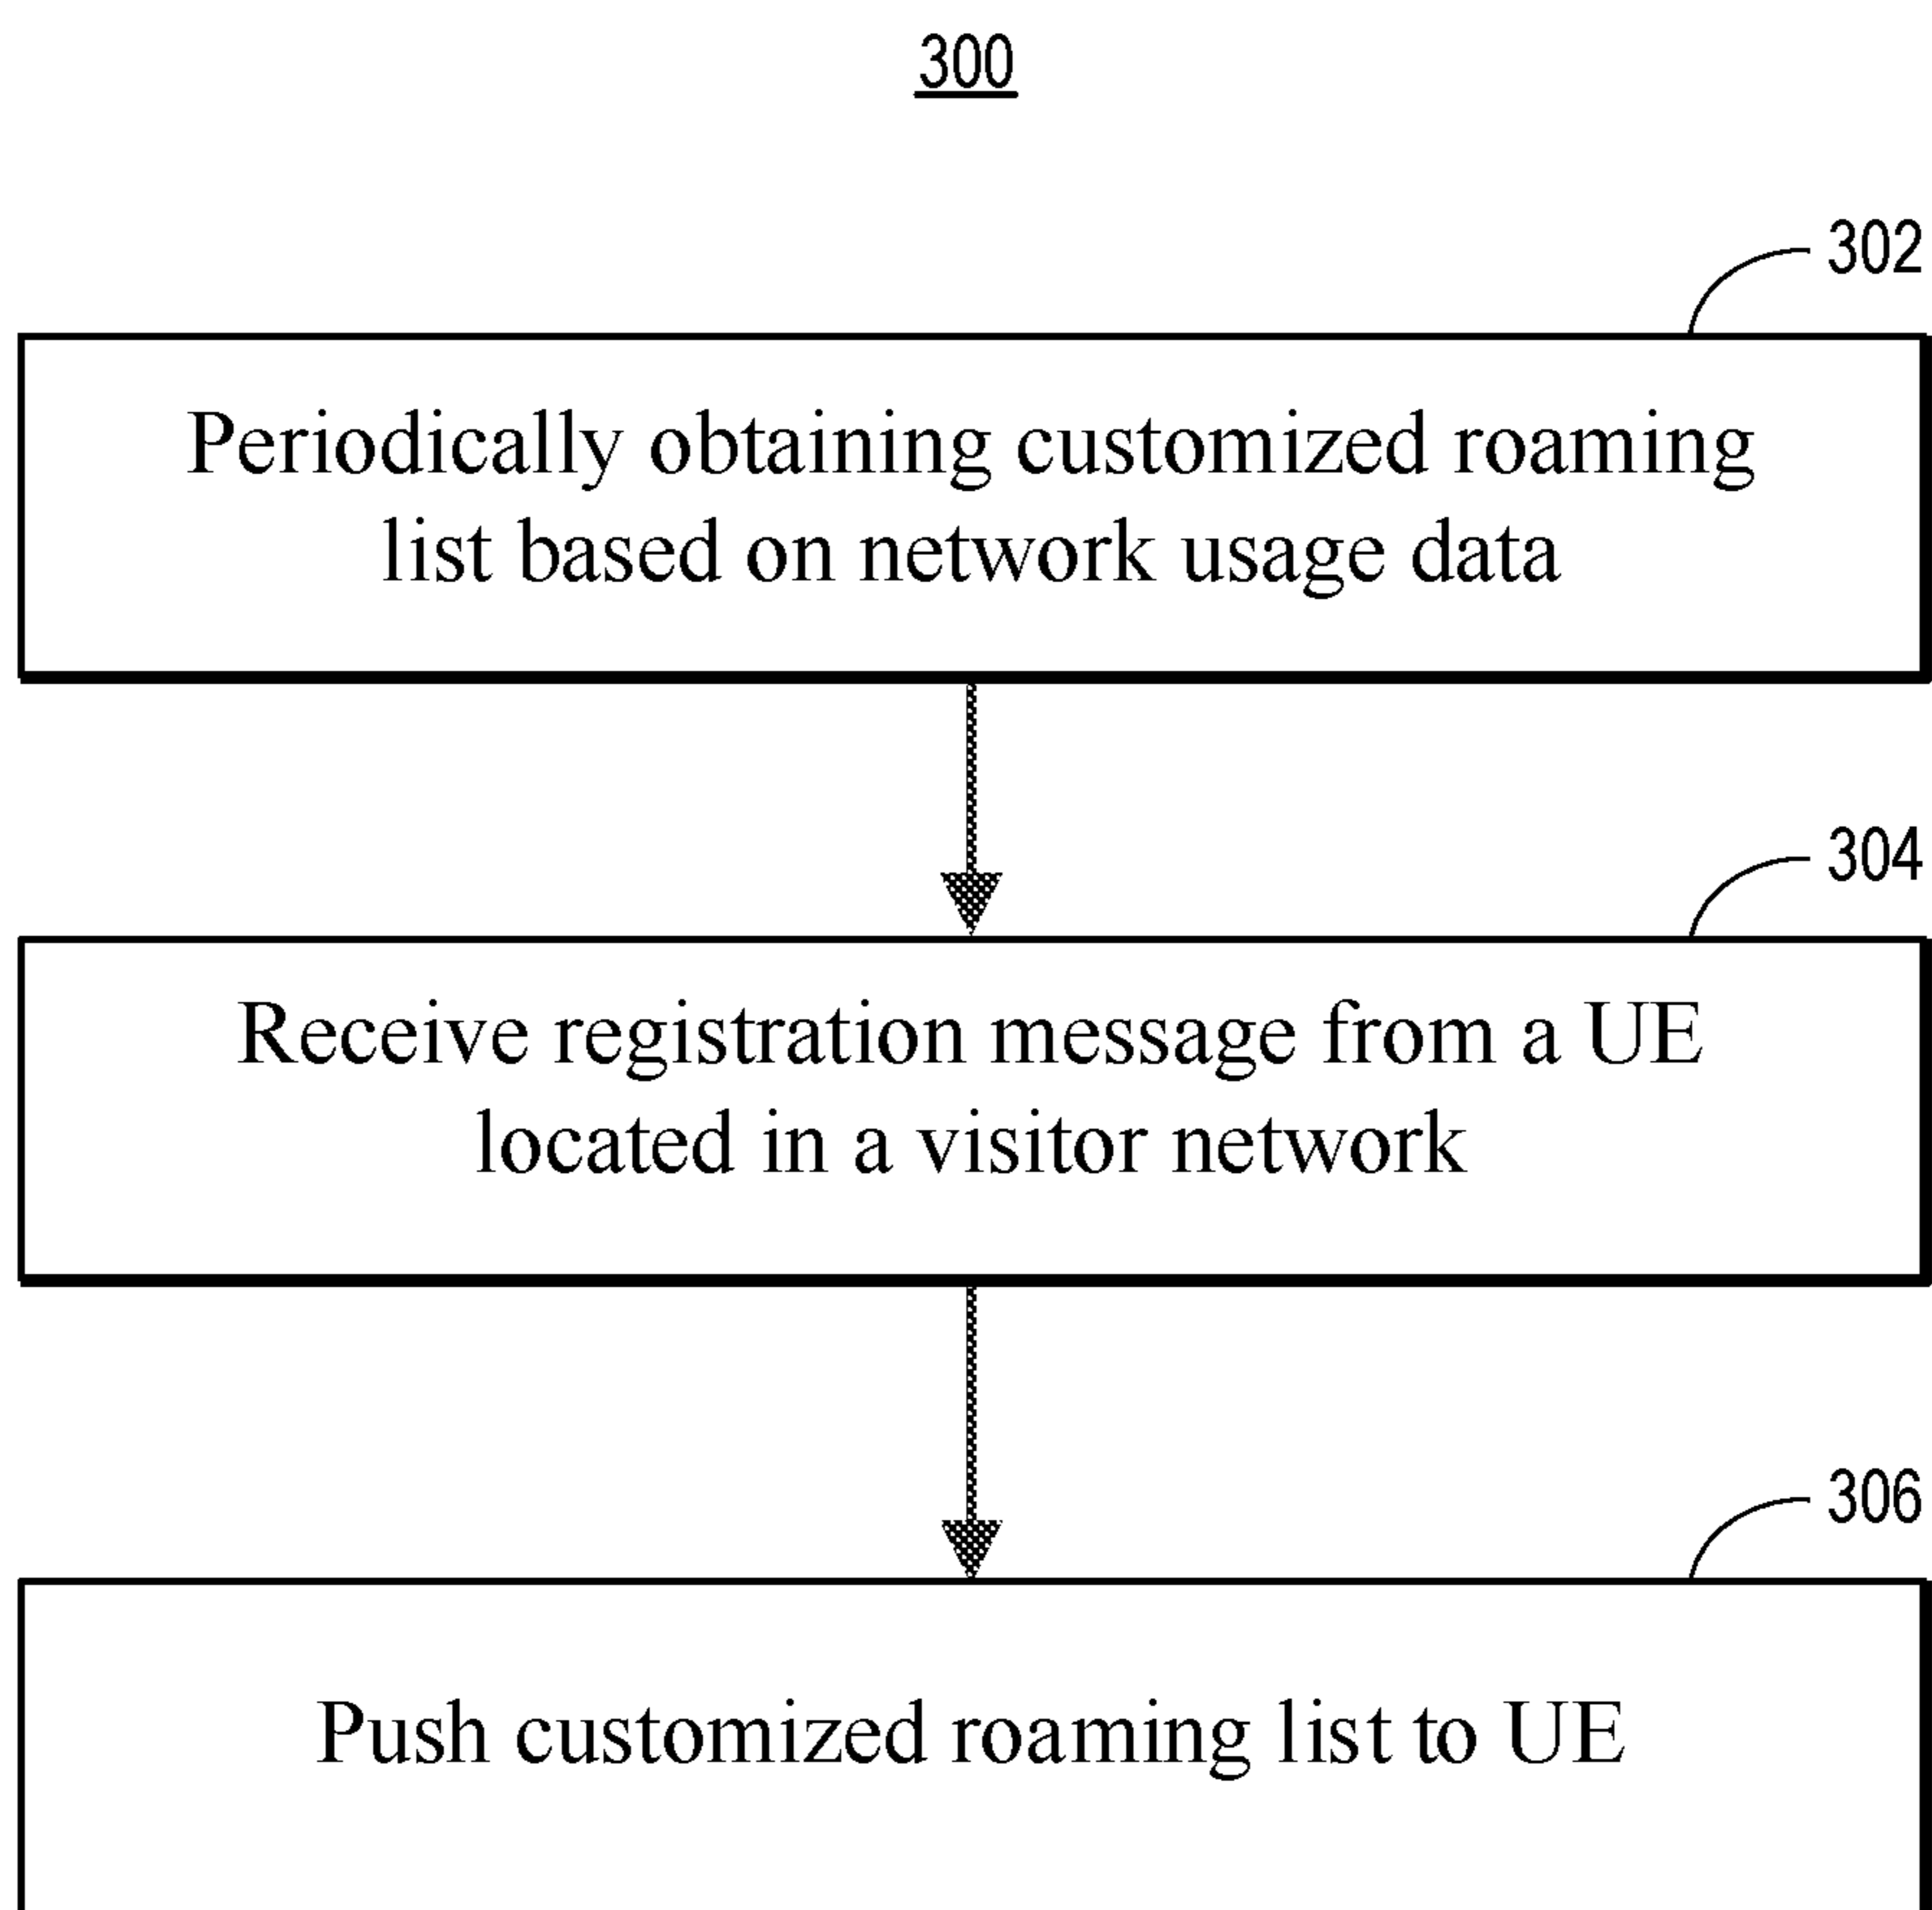 300
302
Periodically obtaining customized roaming
list based on network usage data
304
Receive registration message from a UE
located in a visitor network
306
Push customized roaming list to UE